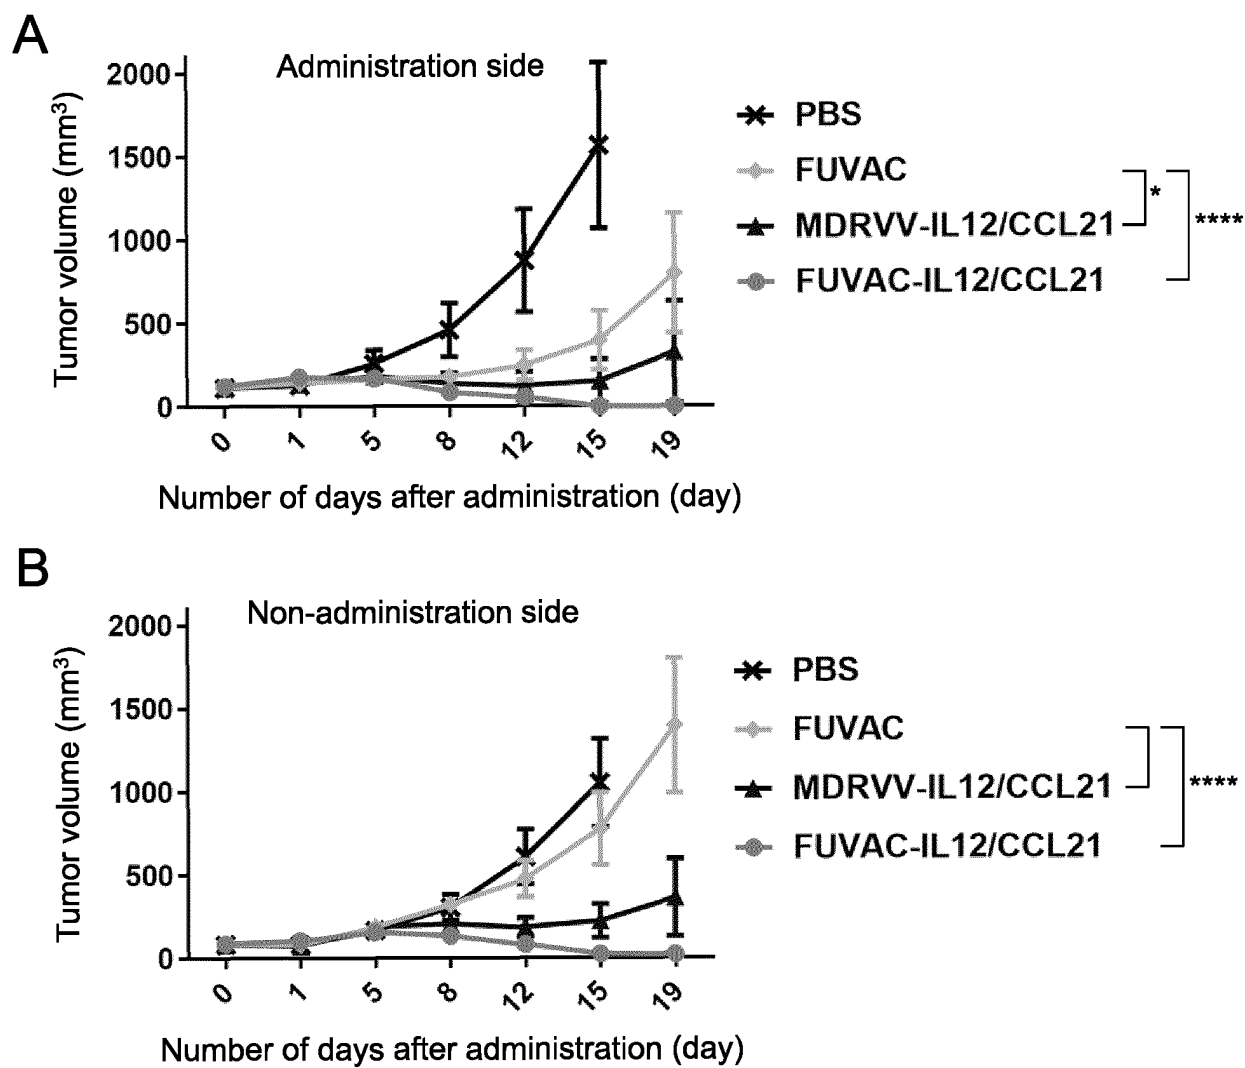 A
Administration side
Tumor volume (mm³)
2000
1500
1000
500
0
0 1 5 8 12 15 19
Number of days after administration (day)
PBS
FUVAC
MDRVV-IL12/CCL21
FUVAC-IL12/CCL21
*
****
B
Non-administration side
Tumor volume (mm³)
2000
1500
1000
500
0
0 1 5 8 12 15 19
Number of days after administration (day)
PBS
FUVAC
MDRVV-IL12/CCL21
FUVAC-IL12/CCL21
****